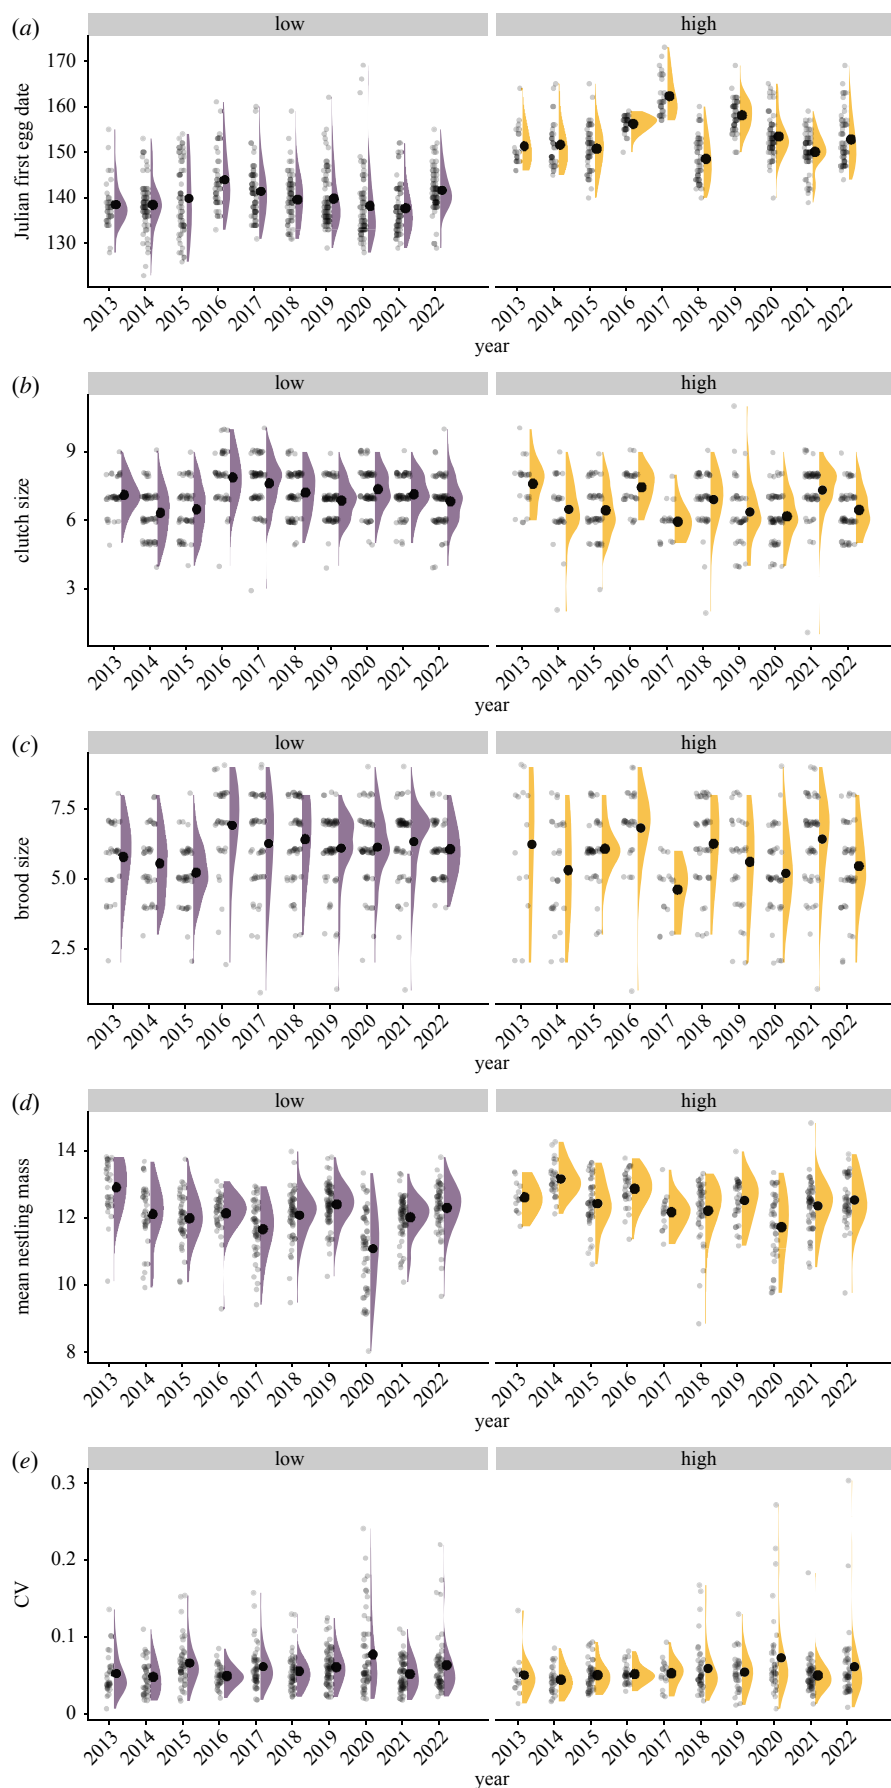 (a)
low
high
Julian first egg date
170
160
150
140
130
2013 2014 2015 2016 2017 2018 2019 2020 2021 2022
2013 2014 2015 2016 2017 2018 2019 2020 2021 2022
year
(b)
low
high
clutch size
9
6
3
2013 2014 2015 2016 2017 2018 2019 2020 2021 2022
2013 2014 2015 2016 2017 2018 2019 2020 2021 2022
year
(c)
low
high
brood size
7.5
5.0
2.5
2013 2014 2015 2016 2017 2018 2019 2020 2021 2022
2013 2014 2015 2016 2017 2018 2019 2020 2021 2022
year
(d)
low
high
mean nestling mass
14
12
10
8
2013 2014 2015 2016 2017 2018 2019 2020 2021 2022
2013 2014 2015 2016 2017 2018 2019 2020 2021 2022
year
(e)
low
high
CV
0.3
0.2
0.1
0
2013 2014 2015 2016 2017 2018 2019 2020 2021 2022
2013 2014 2015 2016 2017 2018 2019 2020 2021 2022
year